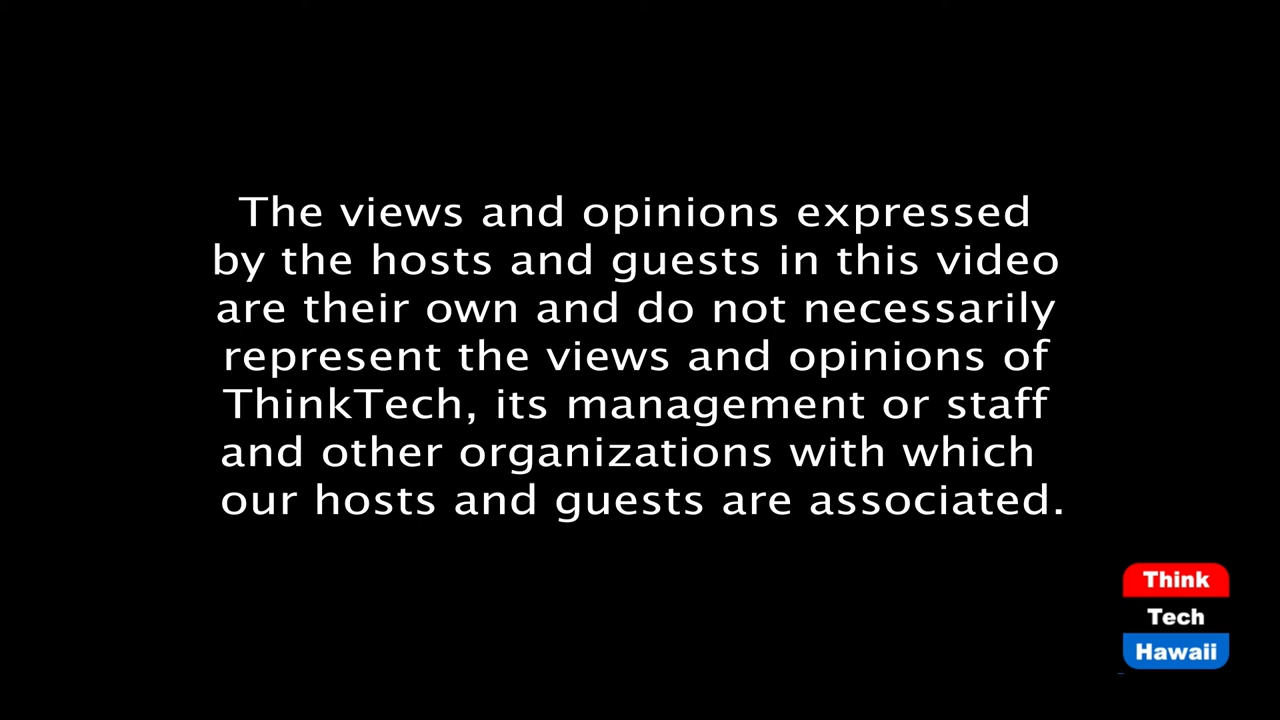 The views and opinions expressed
by the hosts and guests in this video
are their own and do not necessarily
represent the views and opinions of
ThinkTech, its management or staff
and other organizations with which
our hosts and guests are associated.
Think
Tech
Hawaii